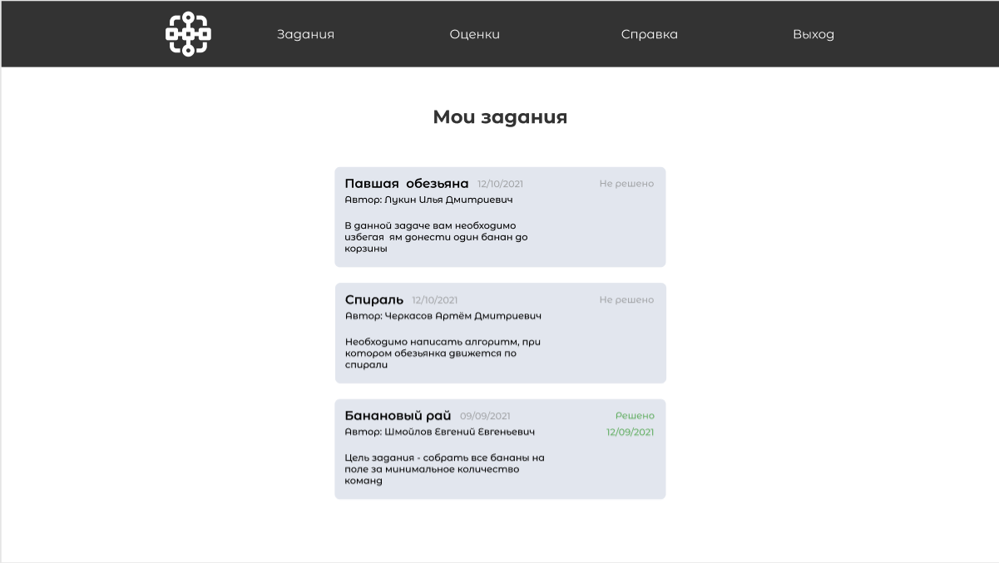 Задания Оценки Справка Выход
Мои задания
Павшая  обезьяна 12/10/2021 Не решено
Автор: Лукин Илья Дмитриевич
В данной задаче вам необходимо
избегая  ям донести один банан до
корзины
Спираль 12/10/2021 Не решено
Автор: Черкасов Артём Дмитриевич
Необходимо написать алгоритм, при
котором обезьянка движется по
спирали
Банановый рай 09/09/2021 Решено
Автор: Шмойлов Евгений Евгеньевич 12/09/2021
Цель задания - собрать все бананы на
поле за минимальное количество
команд